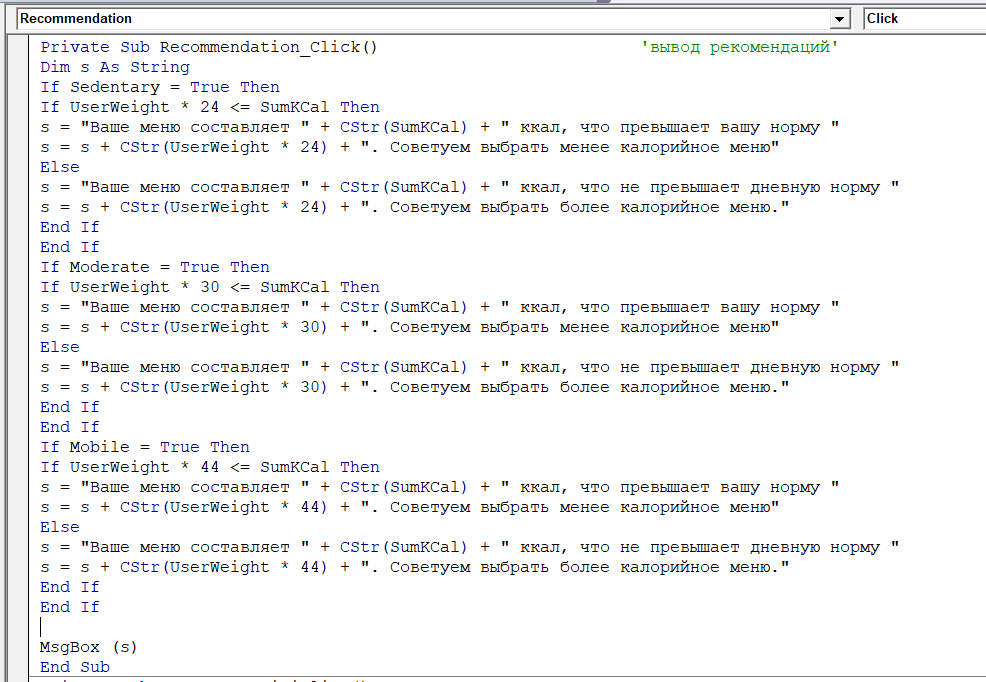 Recommendation Click
Private Sub Recommendation_Click() 'вывод рекомендаций'
Dim s As String
If Sedentary = True Then
If UserWeight * 24 <= SumKCal Then
s = "Ваше меню составляет " + CStr(SumKCal) + " ккал, что превышает вашу норму "
s = s + CStr(UserWeight * 24) + ". Советуем выбрать менее калорийное меню"
Else
s = "Ваше меню составляет " + CStr(SumKCal) + " ккал, что не превышает дневную норму "
s = s + CStr(UserWeight * 24) + ". Советуем выбрать более калорийное меню."
End If
End If
If Moderate = True Then
If UserWeight * 30 <= SumKCal Then
s = "Ваше меню составляет " + CStr(SumKCal) + " ккал, что превышает вашу норму "
s = s + CStr(UserWeight * 30) + ". Советуем выбрать менее калорийное меню"
Else
s = "Ваше меню составляет " + CStr(SumKCal) + " ккал, что не превышает дневную норму "
s = s + CStr(UserWeight * 30) + ". Советуем выбрать более калорийное меню."
End If
End If
If Mobile = True Then
If UserWeight * 44 <= SumKCal Then
s = "Ваше меню составляет " + CStr(SumKCal) + " ккал, что превышает вашу норму "
s = s + CStr(UserWeight * 44) + ". Советуем выбрать менее калорийное меню"
Else
s = "Ваше меню составляет " + CStr(SumKCal) + " ккал, что не превышает дневную норму "
s = s + CStr(UserWeight * 44) + ". Советуем выбрать более калорийное меню."
End If
End If
MsgBox (s)
End Sub